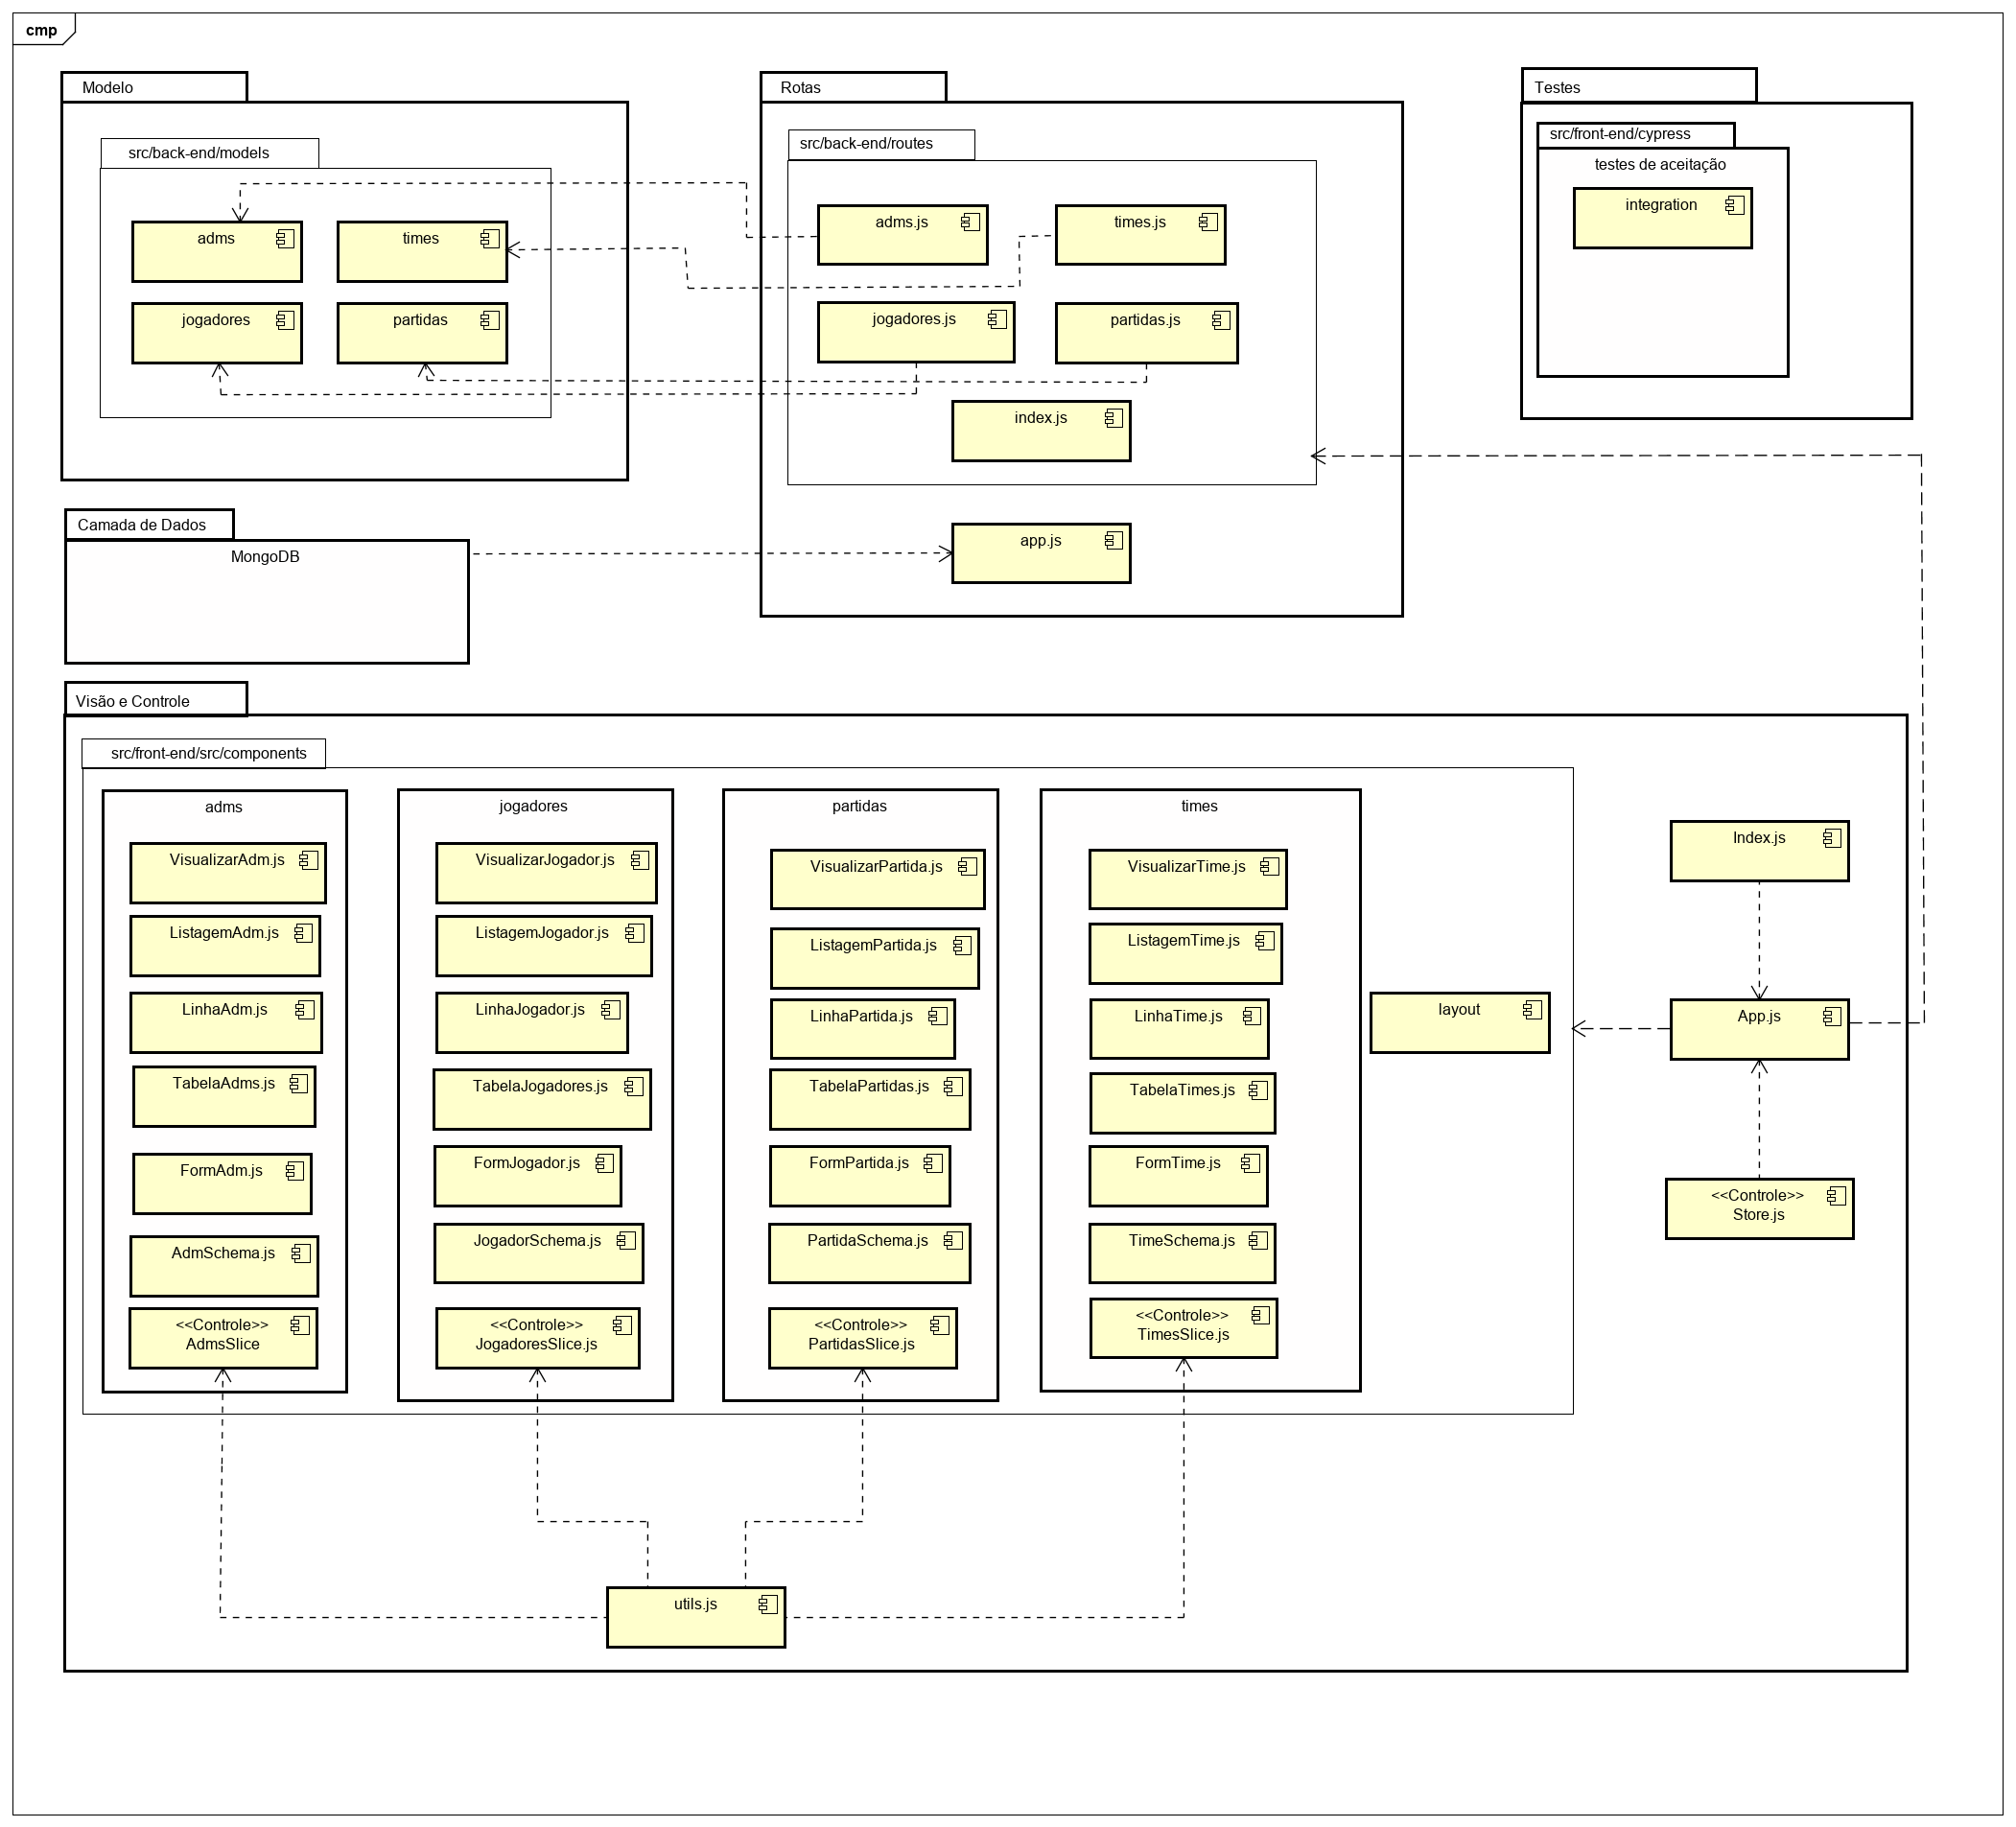 cmp
Modelo
src/back-end/models
adms
times
jogadores
partidas
Rotas
src/back-end/routes
adms.js
times.js
jogadores.js
partidas.js
index.js
app.js
Testes
src/front-end/cypress
testes de aceitação
integration
Camada de Dados
MongoDB
Visão e Controle
src/front-end/src/components
adms
VisualizarAdm.js
ListagemAdm.js
LinhaAdm.js
TabelaAdms.js
FormAdm.js
AdmSchema.js
<<Controle>>
AdmsSlice
jogadores
VisualizarJogador.js
ListagemJogador.js
LinhaJogador.js
TabelaJogadores.js
FormJogador.js
JogadorSchema.js
<<Controle>>
JogadoresSlice.js
partidas
VisualizarPartida.js
ListagemPartida.js
LinhaPartida.js
TabelaPartidas.js
FormPartida.js
PartidaSchema.js
<<Controle>>
PartidasSlice.js
times
VisualizarTime.js
ListagemTime.js
LinhaTime.js
TabelaTimes.js
FormTime.js
TimeSchema.js
<<Controle>>
TimesSlice.js
layout
Index.js
App.js
<<Controle>>
Store.js
utils.js